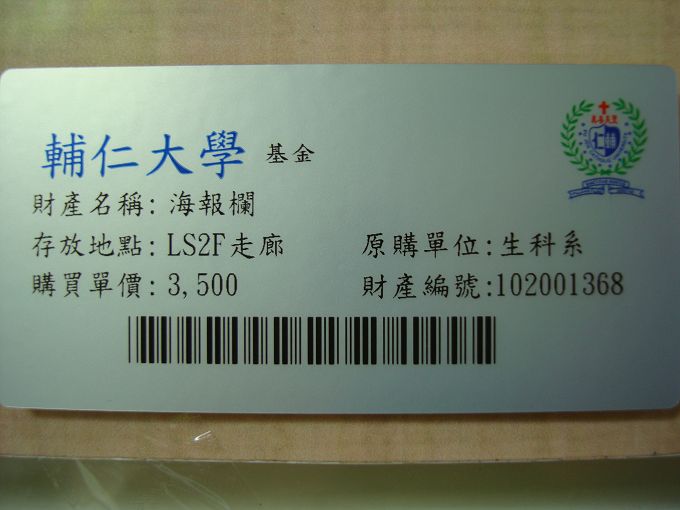 輔仁大學 基金
財產名稱: 海報欄
存放地點: LS2F走廊 原購單位: 生科系
購買單價: 3,500 財產編號:102001368